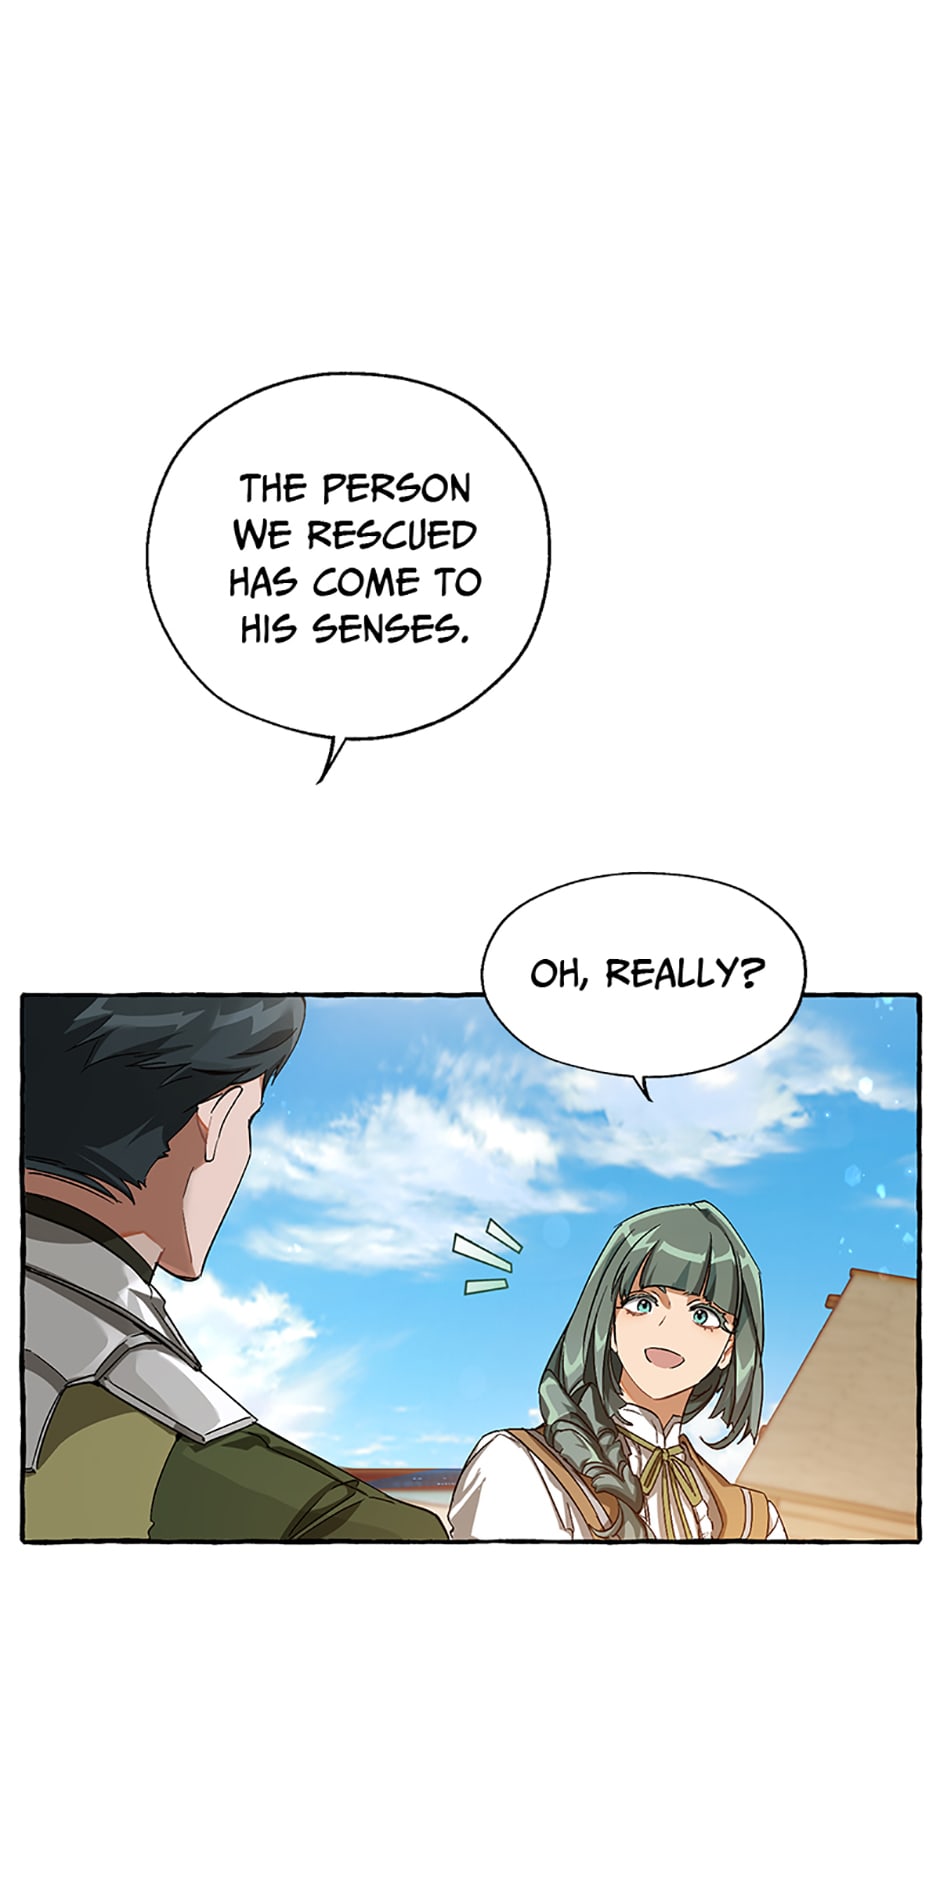 THE PERSON
WE RESCUED
HAS COME TO
HIS SENSES.
OH, REALLY?